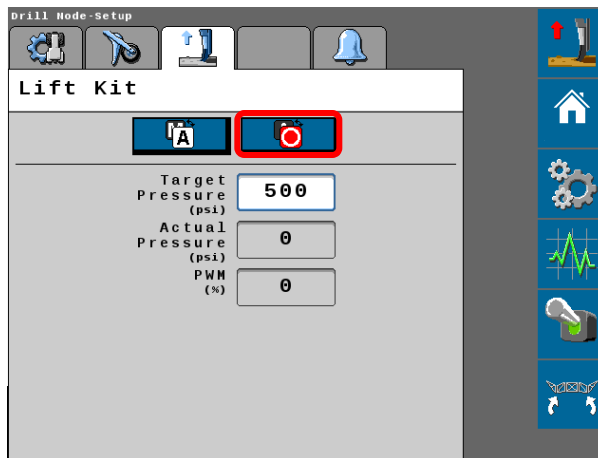 Drill Node-Setup
Lift Kit
A
Target
Pressure
(psi)
500
Actual
Pressure
(psi)
0
PWM
(%)
0